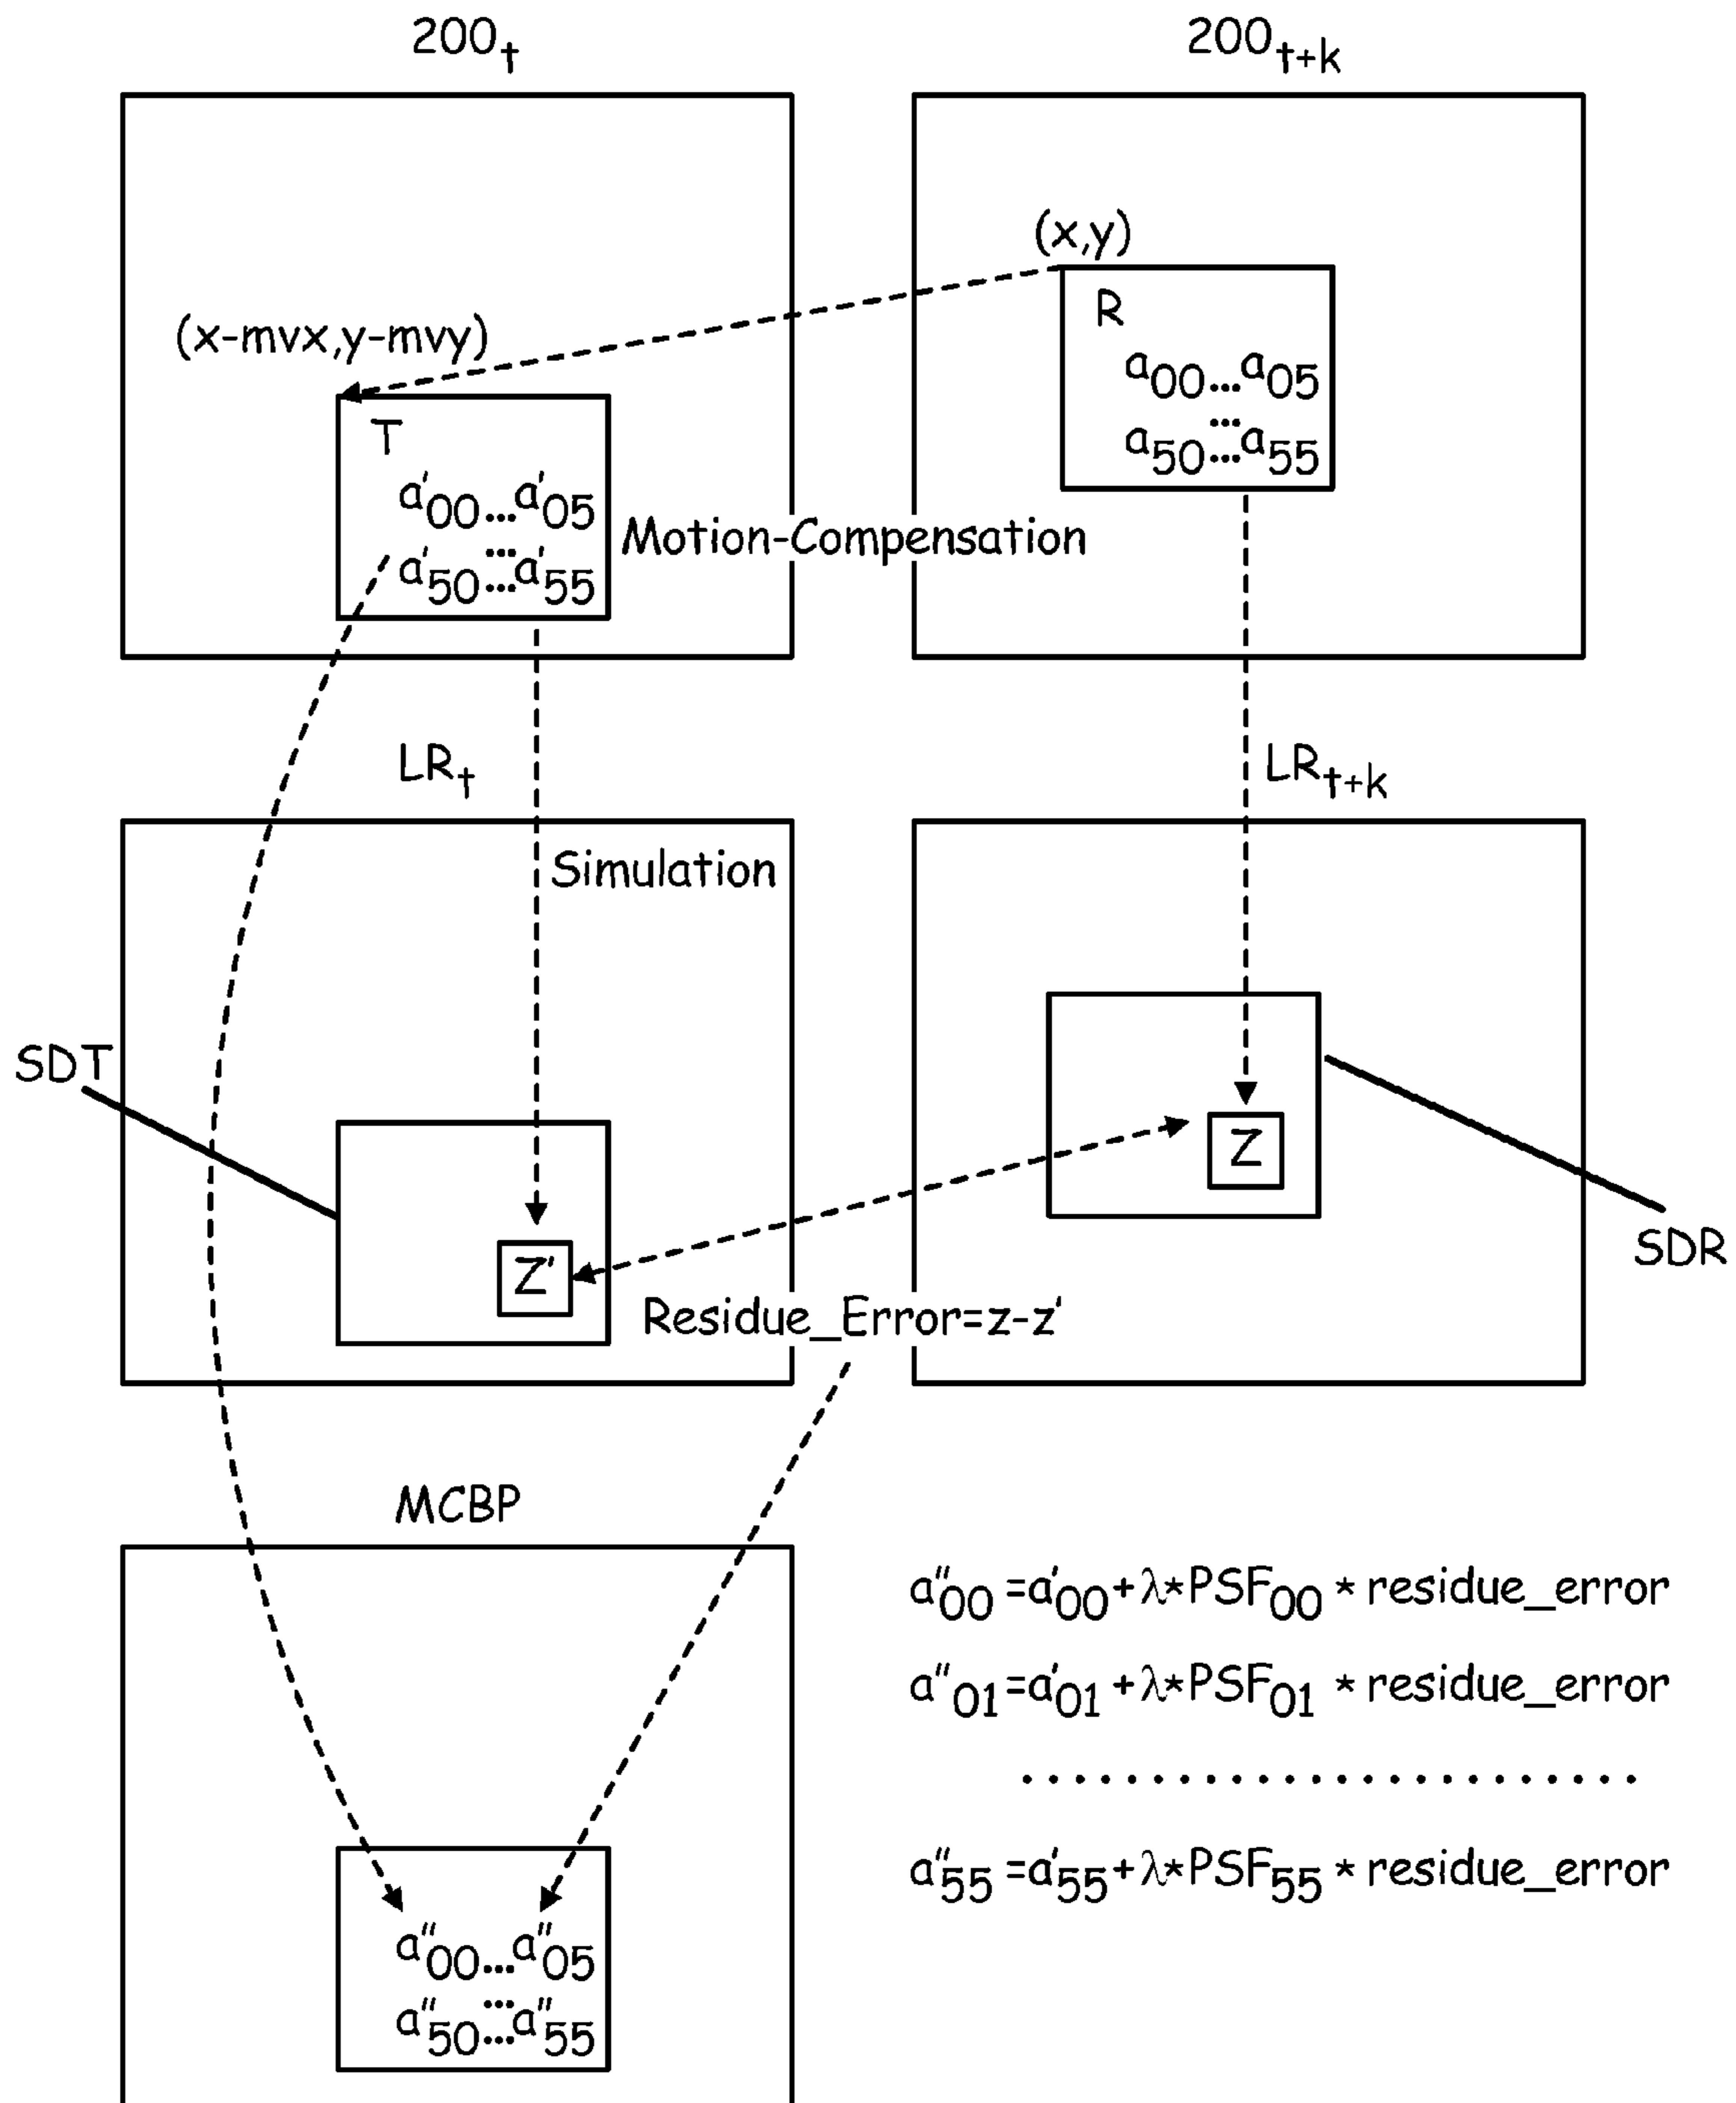 200t
200t+k
(x,y)
(x-mvx,y-mvy)
R
a00...a05
...
a50...a55
T
a'00...a'05
...
a'50...a'55
Motion-Compensation
LRt
LRt+k
Simulation
SDT
Z
Z'
SDR
Residue_Error=z-z'
MCBP
a"00=a'00+λ*PSF00 * residue_error
a"01=a'01+λ*PSF01 * residue_error
......................
a"55=a'55+λ*PSF55 * residue_error
a"00...a"05
...
a"50...a"55